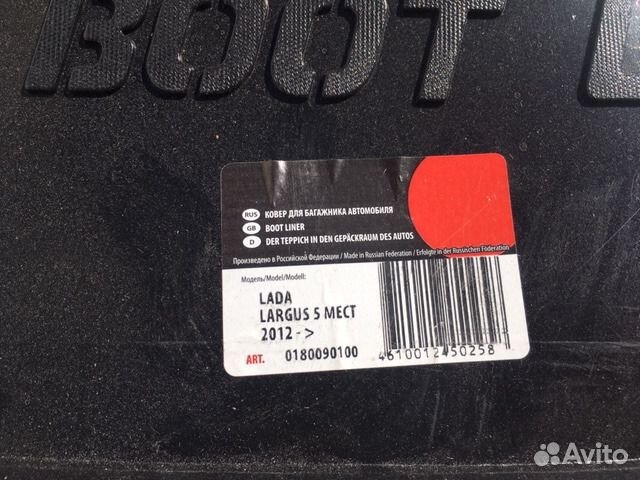 BOOT L
RUS КОВЕР ДЛЯ БАГАЖНИКА АВТОМОБИЛЯ
GB BOOT LINER
D DER TEPPICH IN DEN GEPÄCKRAUM DES AUTOS
Произведено в Российской Федерации / Made in Russian Federation / Erfolgte in der Russischen Föderation
Модель/Model/Modell:
LADA
LARGUS 5 МЕСТ
2012 - >
ART. 0180090100
4610012450258
Avito